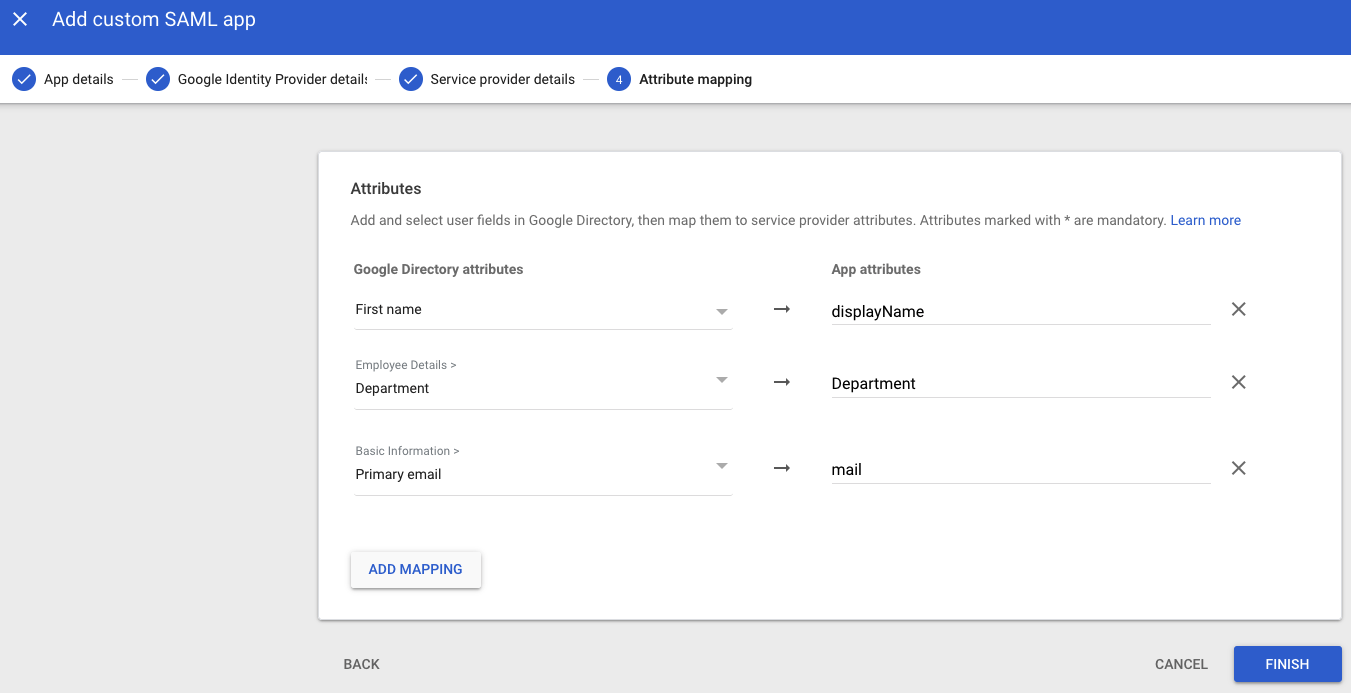 Add custom SAML app
App details
Google Identity Provider details
Service provider details
4
Attribute mapping
Attributes
Add and select user fields in Google Directory, then map them to service provider attributes. Attributes marked with * are mandatory. Learn more
Google Directory attributes
App attributes
First name
displayName
Employee Details >
Department
Department
Basic Information >
Primary email
mail
ADD MAPPING
BACK
CANCEL
FINISH